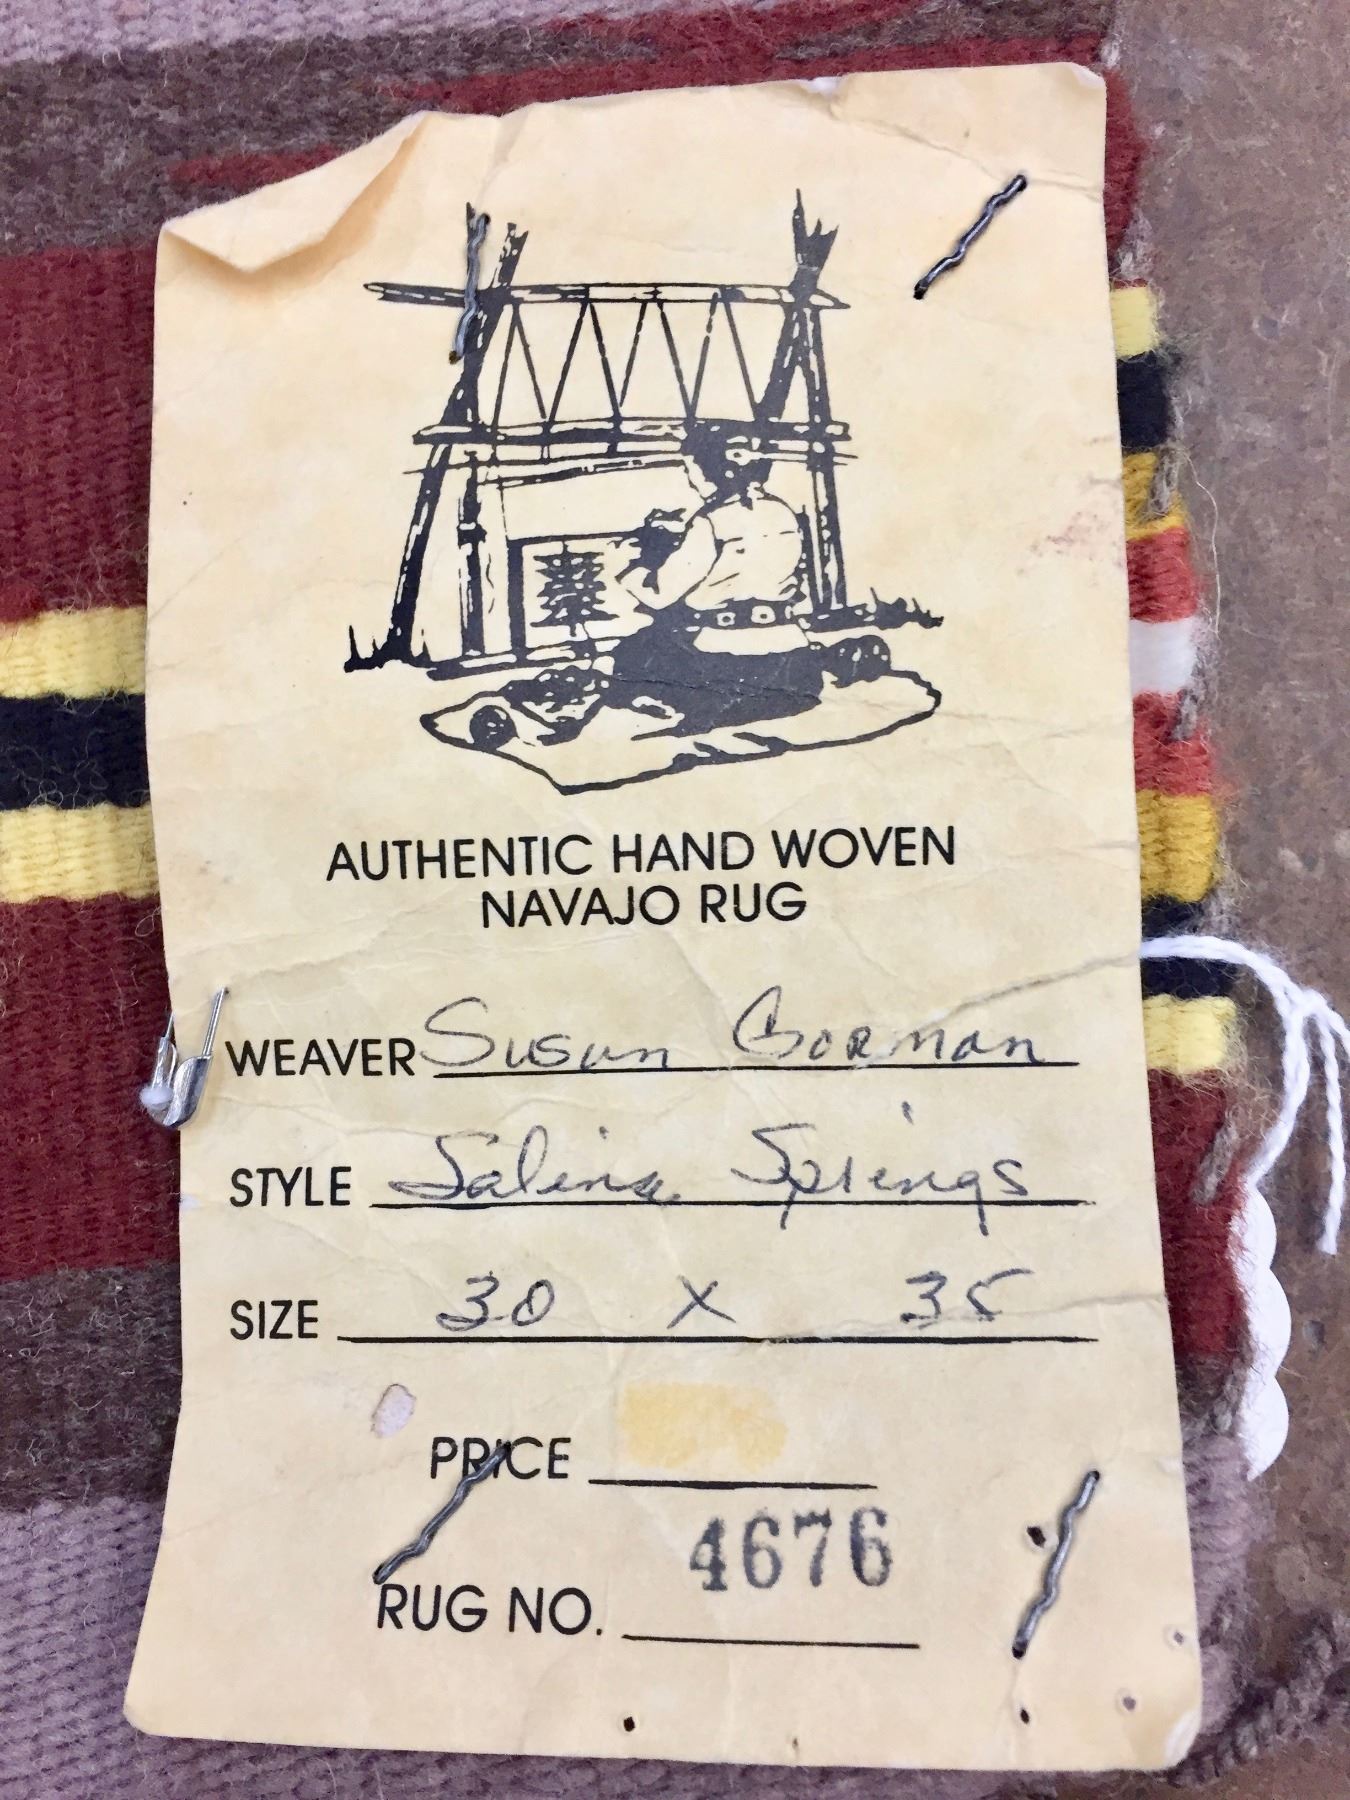 AUTHENTIC HAND WOVEN
NAVAJO RUG
WEAVER Susan Gorman
STYLE Salina Springs
SIZE 30 X 35
PRICE
4676
RUG NO.